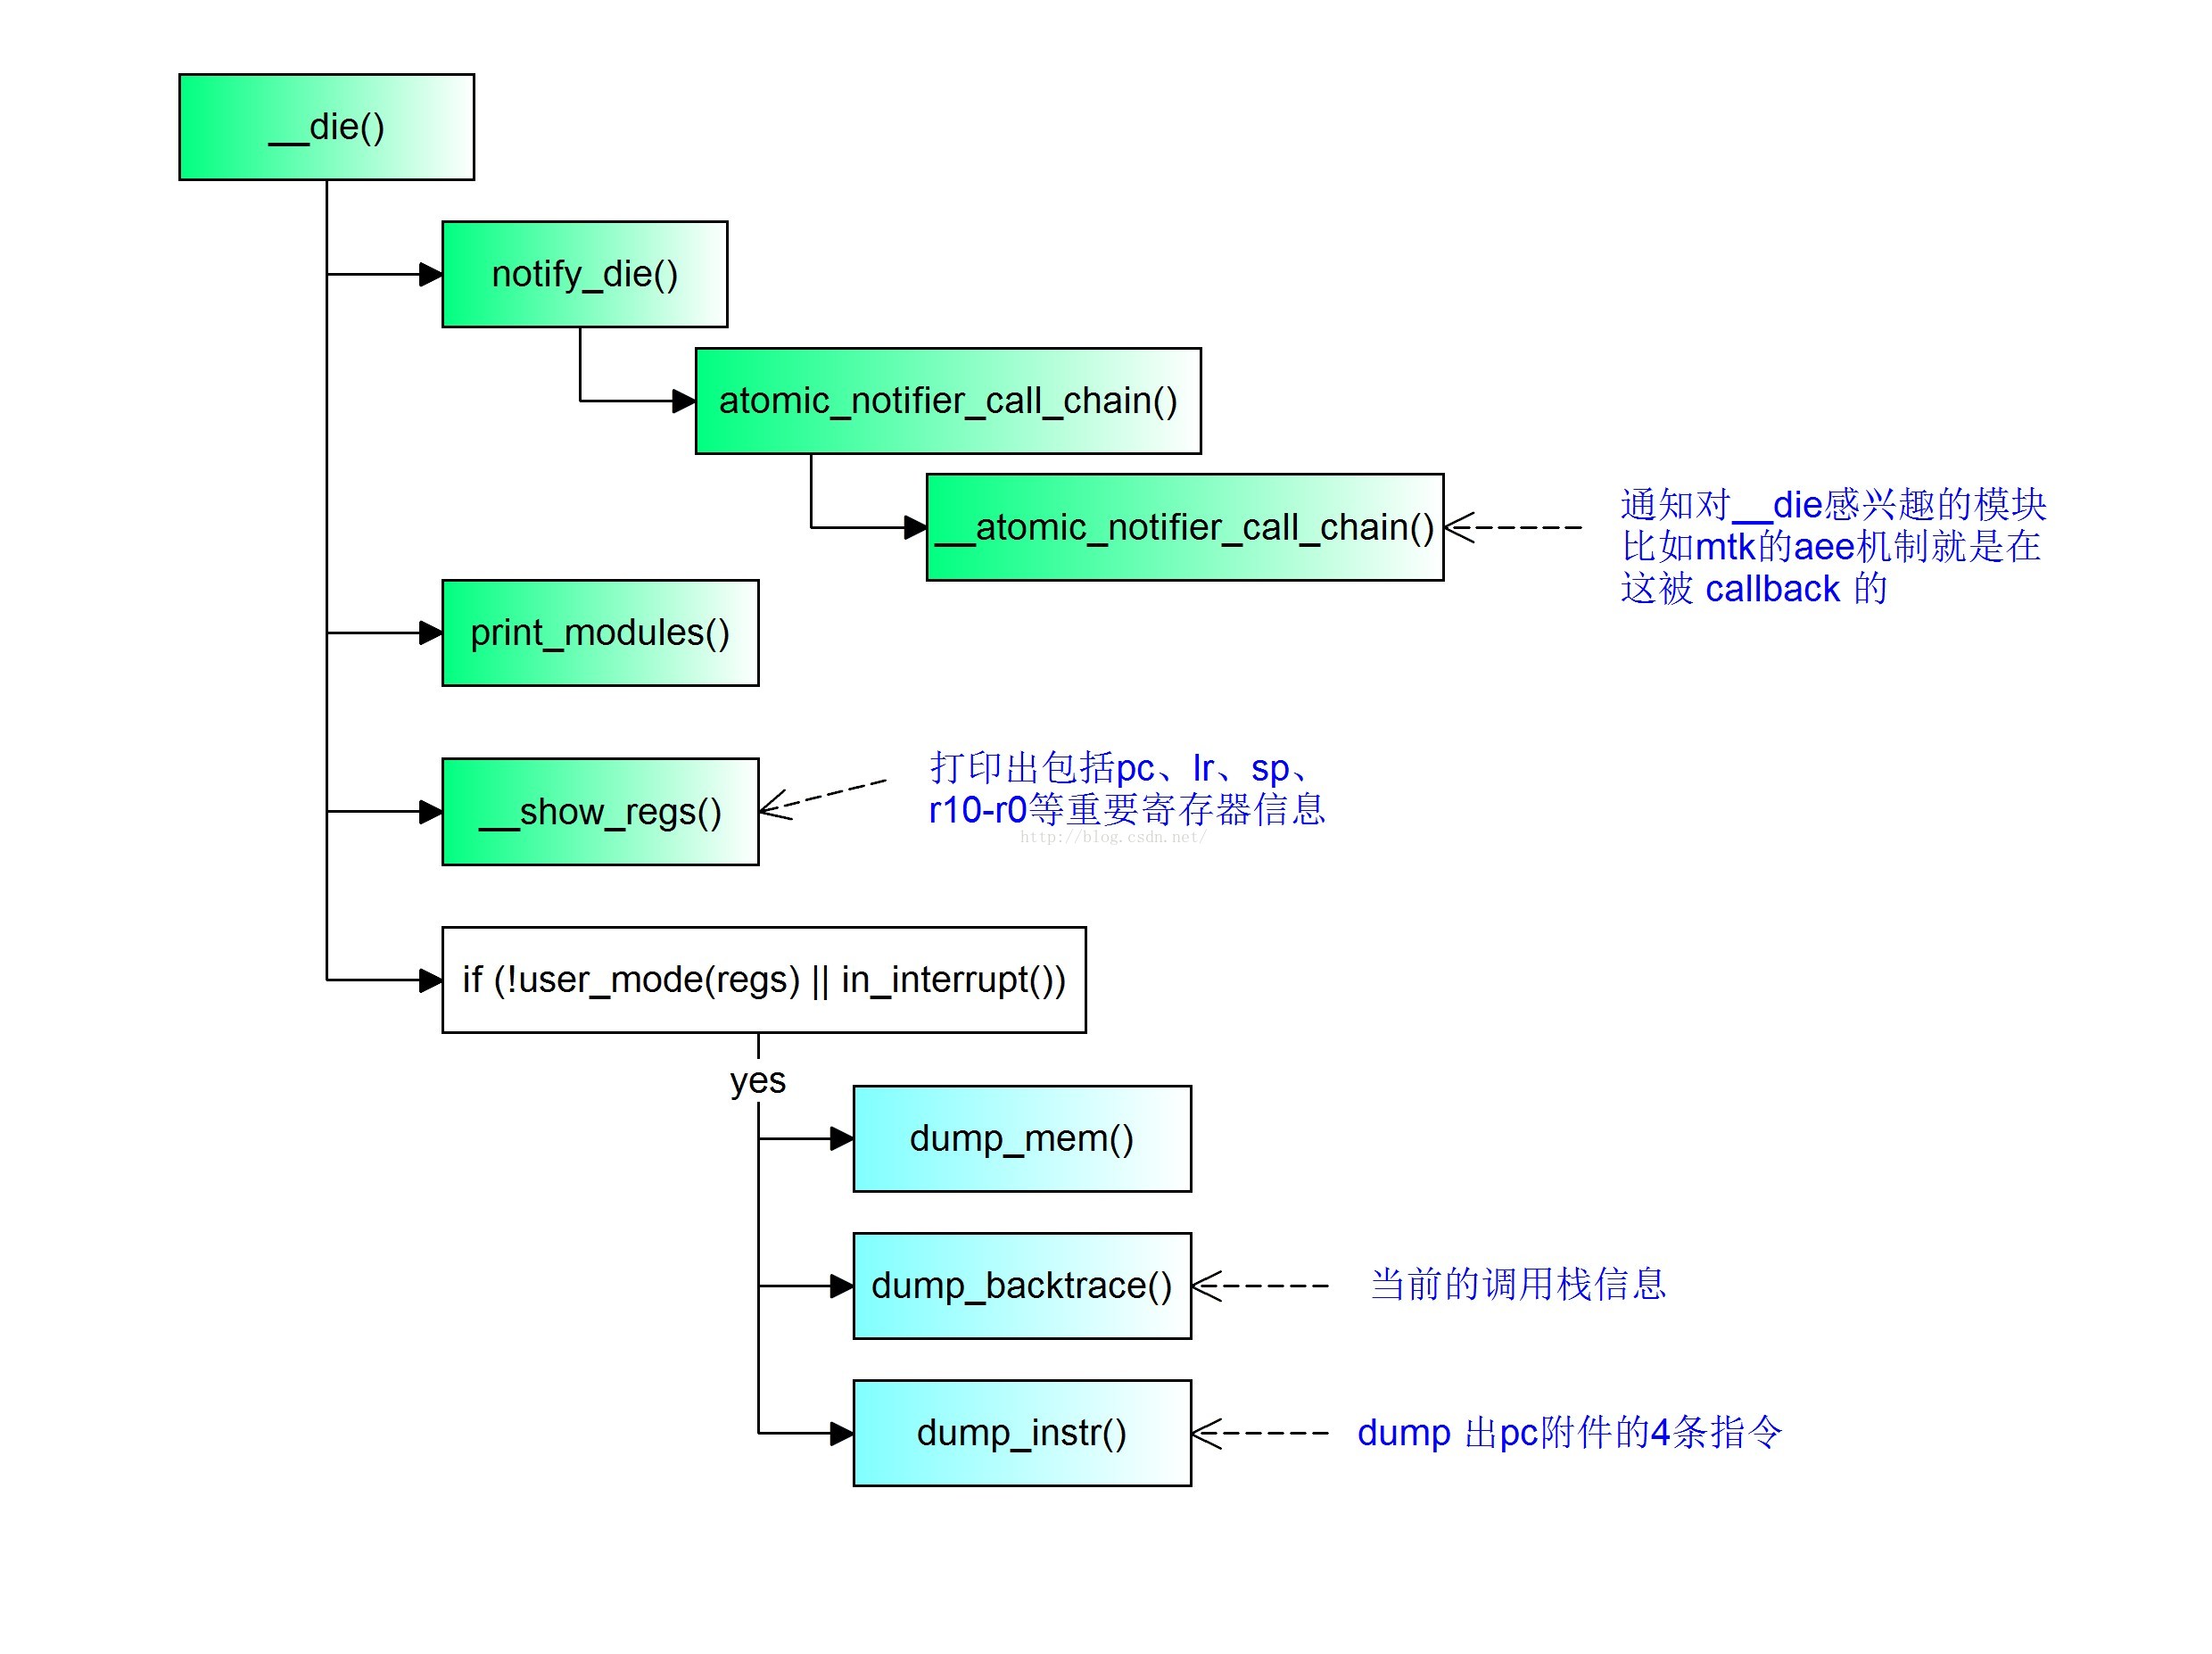 __die()
notify_die()
atomic_notifier_call_chain()
__atomic_notifier_call_chain()
通知对__die感兴趣的模块
比如mtk的aee机制就是在
这被 callback 的
print_modules()
__show_regs()
打印出包括pc、lr、sp、
r10-r0等重要寄存器信息
http://blog.csdn.net/
if (!user_mode(regs) || in_interrupt())
yes
dump_mem()
dump_backtrace()
当前的调用栈信息
dump_instr()
dump 出pc附件的4条指令